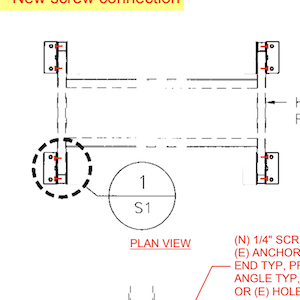 New screw connection
1
S1
PLAN VIEW
(N) 1/4" SCR
(E) ANCHOR
END TYP, PR
ANGLE TYP,
OR (E) HOLE